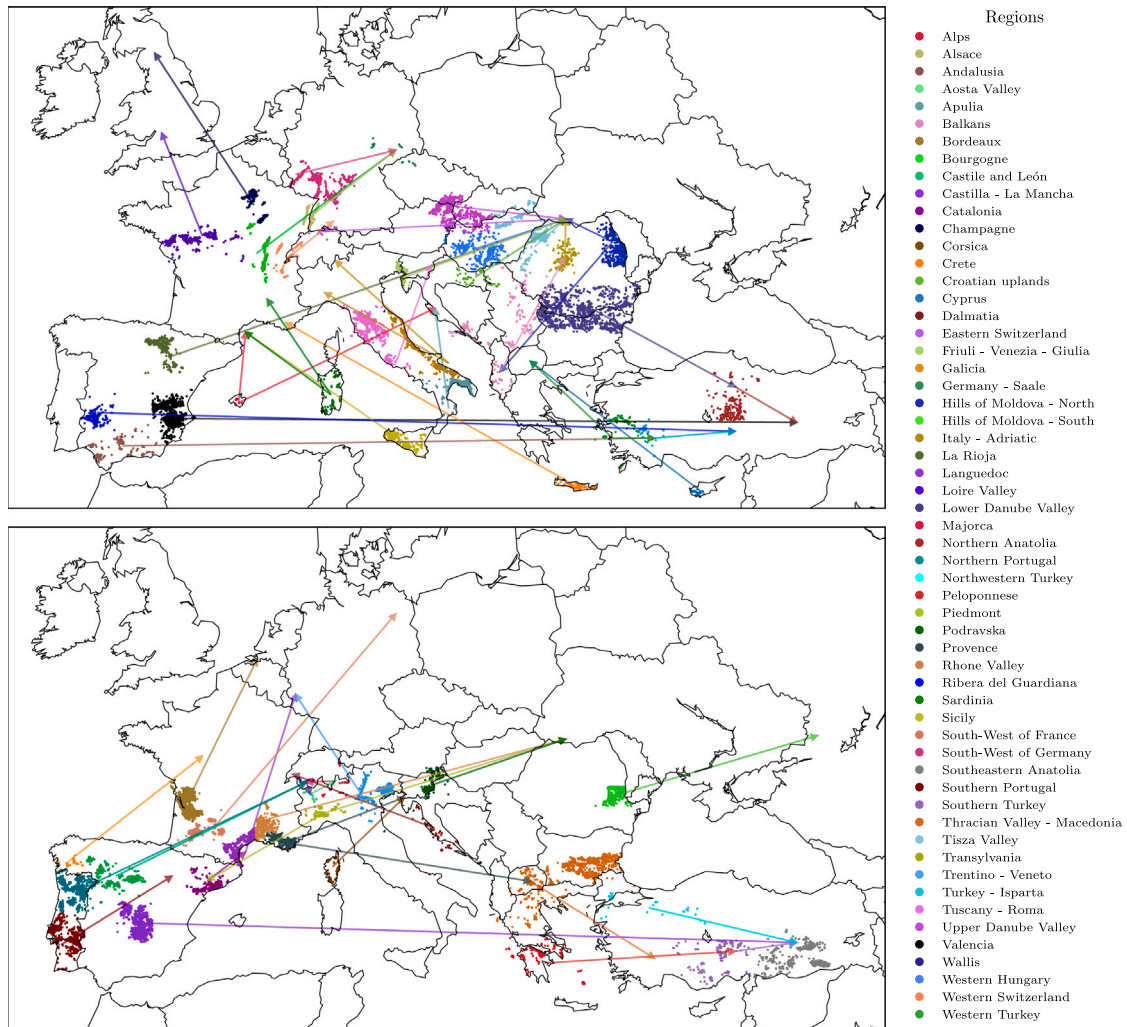 Regions
Alps
Alsace
Andalusia
Aosta Valley
Apulia
Balkans
Bordeaux
Bourgogne
Castile and León
Castilla - La Mancha
Catalonia
Champagne
Corsica
Crete
Croatian uplands
Cyprus
Dalmatia
Eastern Switzerland
Friuli - Venezia - Giulia
Galicia
Germany - Saale
Hills of Moldova - North
Hills of Moldova - South
Italy - Adriatic
La Rioja
Languedoc
Loire Valley
Lower Danube Valley
Majorca
Northern Anatolia
Northern Portugal
Northwestern Turkey
Peloponnese
Piedmont
Podravska
Provence
Rhone Valley
Ribera del Guardiana
Sardinia
Sicily
South-West of France
South-West of Germany
Southeastern Anatolia
Southern Portugal
Southern Turkey
Thracian Valley - Macedonia
Tisza Valley
Transylvania
Trentino - Veneto
Turkey - Isparta
Tuscany - Roma
Upper Danube Valley
Valencia
Wallis
Western Hungary
Western Switzerland
Western Turkey